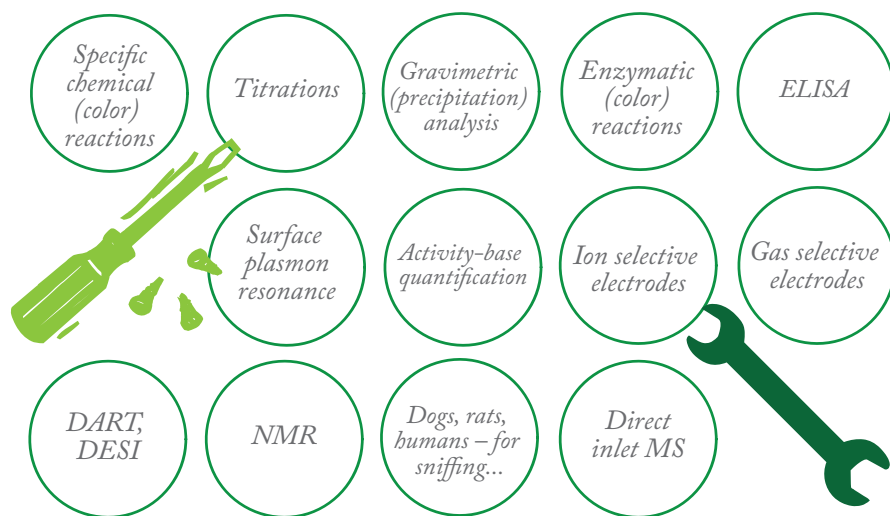 Specific
chemical
(color)
reactions
Titrations
Gravimetric
(precipitation)
analysis
Enzymatic
(color)
reactions
ELISA
Surface
plasmon
resonance
Activity–base
quantification
Ion selective
electrodes
Gas selective
electrodes
DART,
DESI
NMR
Dogs, rats,
humans – for
sniffing...
Direct
inlet MS